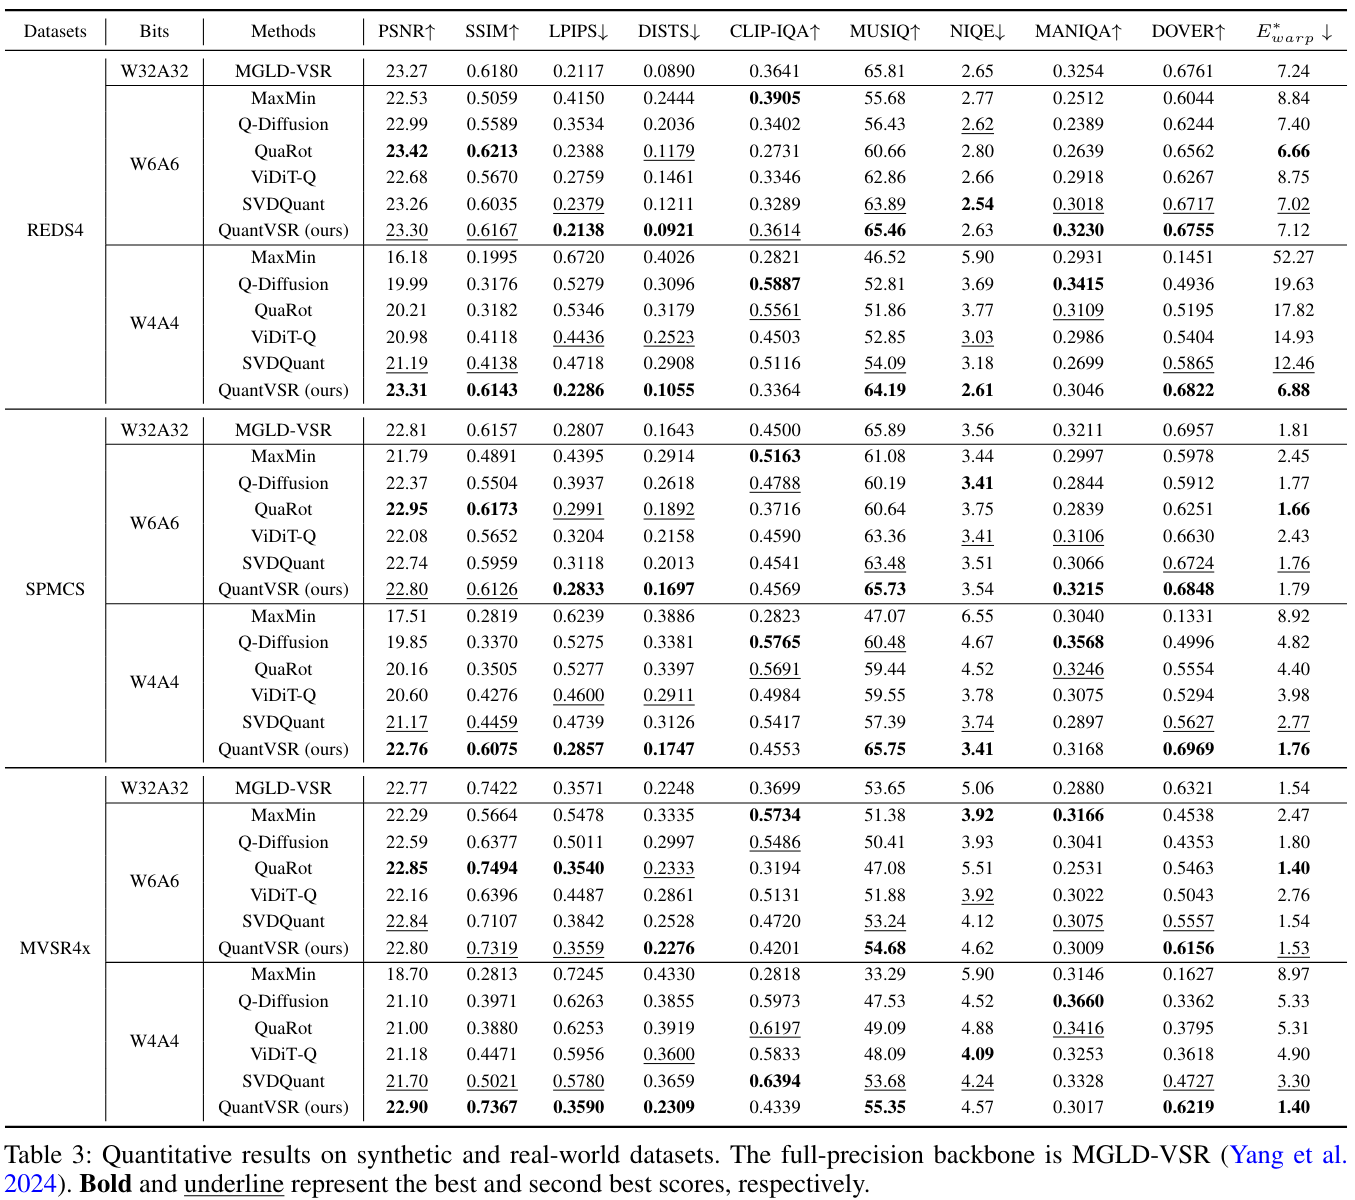 Datasets Bits Methods PSNR↑ SSIM↑ LPIPS↓ DISTS↓ CLIP-IQA↑ MUSIQ↑ NIQE↓ MANIQA↑ DOVER↑ E*warp ↓
W32A32 MGLD-VSR 23.27 0.6180 0.2117 0.0890 0.3641 65.81 2.65 0.3254 0.6761 7.24
MaxMin 22.53 0.5059 0.4150 0.2444 0.3905 55.68 2.77 0.2512 0.6044 8.84
Q-Diffusion 22.99 0.5589 0.3534 0.2036 0.3402 56.43 2.62 0.2389 0.6244 7.40
W6A6 QuaRot 23.42 0.6213 0.2388 0.1179 0.2731 60.66 2.80 0.2639 0.6562 6.66
ViDiT-Q 22.68 0.5670 0.2759 0.1461 0.3346 62.86 2.66 0.2918 0.6267 8.75
SVDQuant 23.26 0.6035 0.2379 0.1211 0.3289 63.89 2.54 0.3018 0.6717 7.02
REDS4 QuantVSR (ours) 23.30 0.6167 0.2138 0.0921 0.3614 65.46 2.63 0.3230 0.6755 7.12
MaxMin 16.18 0.1995 0.6720 0.4026 0.2821 46.52 5.90 0.2931 0.1451 52.27
Q-Diffusion 19.99 0.3176 0.5279 0.3096 0.5887 52.81 3.69 0.3415 0.4936 19.63
W4A4 QuaRot 20.21 0.3182 0.5346 0.3179 0.5561 51.86 3.77 0.3109 0.5195 17.82
ViDiT-Q 20.98 0.4118 0.4436 0.2523 0.4503 52.85 3.03 0.2986 0.5404 14.93
SVDQuant 21.19 0.4138 0.4718 0.2908 0.5116 54.09 3.18 0.2699 0.5865 12.46
QuantVSR (ours) 23.31 0.6143 0.2286 0.1055 0.3364 64.19 2.61 0.3046 0.6822 6.88
W32A32 MGLD-VSR 22.81 0.6157 0.2807 0.1643 0.4500 65.89 3.56 0.3211 0.6957 1.81
MaxMin 21.79 0.4891 0.4395 0.2914 0.5163 61.08 3.44 0.2997 0.5978 2.45
Q-Diffusion 22.37 0.5504 0.3937 0.2618 0.4788 60.19 3.41 0.2844 0.5912 1.77
W6A6 QuaRot 22.95 0.6173 0.2991 0.1892 0.3716 60.64 3.75 0.2839 0.6251 1.66
ViDiT-Q 22.08 0.5652 0.3204 0.2158 0.4590 63.36 3.41 0.3106 0.6630 2.43
SVDQuant 22.74 0.5959 0.3118 0.2013 0.4541 63.48 3.51 0.3066 0.6724 1.76
SPMCS QuantVSR (ours) 22.80 0.6126 0.2833 0.1697 0.4569 65.73 3.54 0.3215 0.6848 1.79
MaxMin 17.51 0.2819 0.6239 0.3886 0.2823 47.07 6.55 0.3040 0.1331 8.92
Q-Diffusion 19.85 0.3370 0.5275 0.3381 0.5765 60.48 4.67 0.3568 0.4996 4.82
W4A4 QuaRot 20.16 0.3505 0.5277 0.3397 0.5691 59.44 4.52 0.3246 0.5554 4.40
ViDiT-Q 20.60 0.4276 0.4600 0.2911 0.4984 59.55 3.78 0.3075 0.5294 3.98
SVDQuant 21.17 0.4459 0.4739 0.3126 0.5417 57.39 3.74 0.2897 0.5627 2.77
QuantVSR (ours) 22.76 0.6075 0.2857 0.1747 0.4553 65.75 3.41 0.3168 0.6969 1.76
W32A32 MGLD-VSR 22.77 0.7422 0.3571 0.2248 0.3699 53.65 5.06 0.2880 0.6321 1.54
MaxMin 22.29 0.5664 0.5478 0.3335 0.5734 51.38 3.92 0.3166 0.4538 2.47
Q-Diffusion 22.59 0.6377 0.5011 0.2997 0.5486 50.41 3.93 0.3041 0.4353 1.80
W6A6 QuaRot 22.85 0.7494 0.3540 0.2333 0.3194 47.08 5.51 0.2531 0.5463 1.40
ViDiT-Q 22.16 0.6396 0.4487 0.2861 0.5131 51.88 3.92 0.3022 0.5043 2.76
SVDQuant 22.84 0.7107 0.3842 0.2528 0.4720 53.24 4.12 0.3075 0.5557 1.54
MVSR4x QuantVSR (ours) 22.80 0.7319 0.3559 0.2276 0.4201 54.68 4.62 0.3009 0.6156 1.53
MaxMin 18.70 0.2813 0.7245 0.4330 0.2818 33.29 5.90 0.3146 0.1627 8.97
Q-Diffusion 21.10 0.3971 0.6263 0.3855 0.5973 47.53 4.52 0.3660 0.3362 5.33
W4A4 QuaRot 21.00 0.3880 0.6253 0.3919 0.6197 49.09 4.88 0.3416 0.3795 5.31
ViDiT-Q 21.18 0.4471 0.5956 0.3600 0.5833 48.09 4.09 0.3253 0.3618 4.90
SVDQuant 21.70 0.5021 0.5780 0.3659 0.6394 53.68 4.24 0.3328 0.4727 3.30
QuantVSR (ours) 22.90 0.7367 0.3590 0.2309 0.4339 55.35 4.57 0.3017 0.6219 1.40
Table 3: Quantitative results on synthetic and real-world datasets. The full-precision backbone is MGLD-VSR (Yang et al.
2024). Bold and underline represent the best and second best scores, respectively.